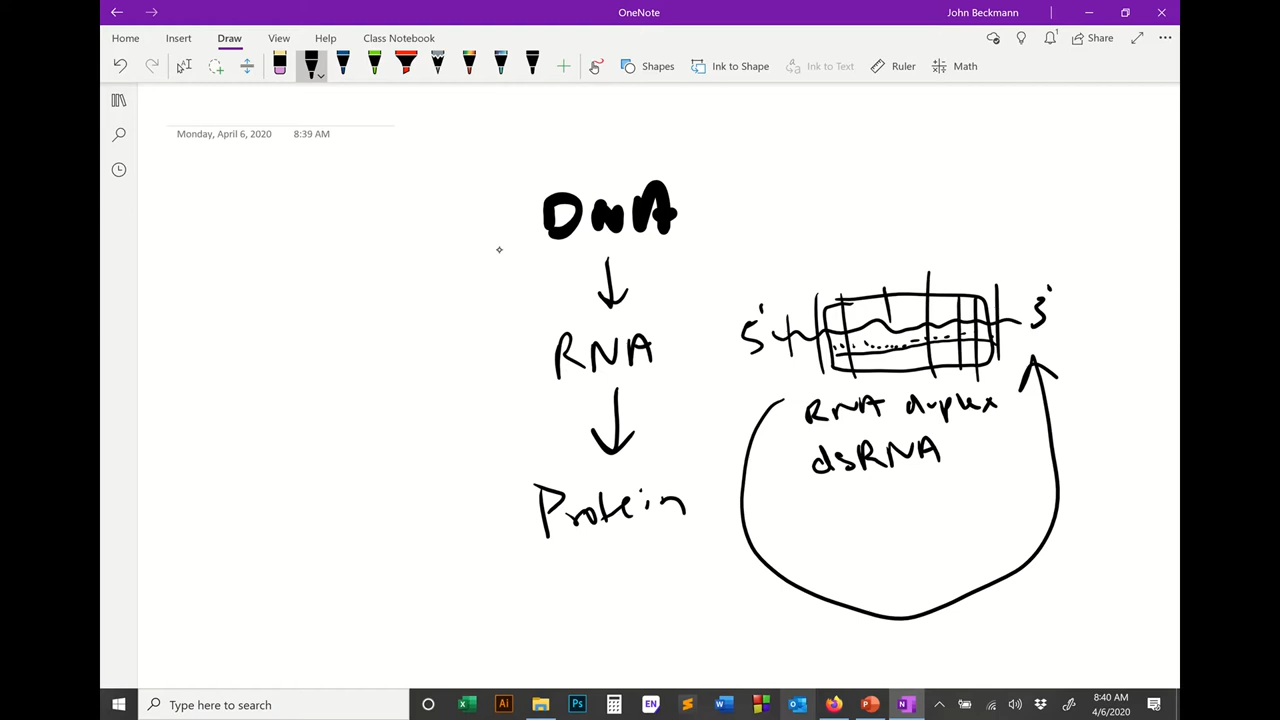 OneNote
John Beckmann
Home Insert Draw View Help Class Notebook
Share
Shapes Ink to Shape Ink to Text Ruler Math
Monday, April 6, 2020 8:39 AM
DNA
RNA
Protein
5' 3'
RNA duplex
dsRNA
Type here to search
8:40 AM
4/6/2020